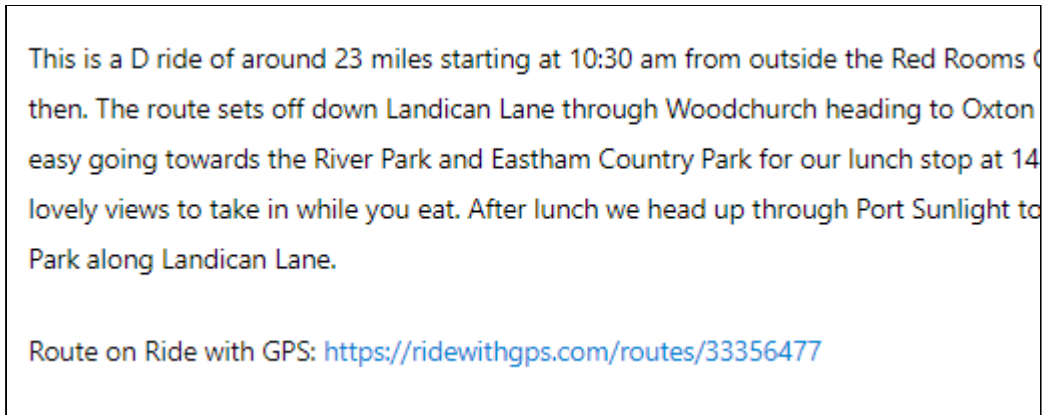 This is a D ride of around 23 miles starting at 10:30 am from outside the Red Rooms
then. The route sets off down Landican Lane through Woodchurch heading to Oxton
easy going towards the River Park and Eastham Country Park for our lunch stop at 14
lovely views to take in while you eat. After lunch we head up through Port Sunlight to
Park along Landican Lane.
Route on Ride with GPS: https://ridewithgps.com/routes/33356477